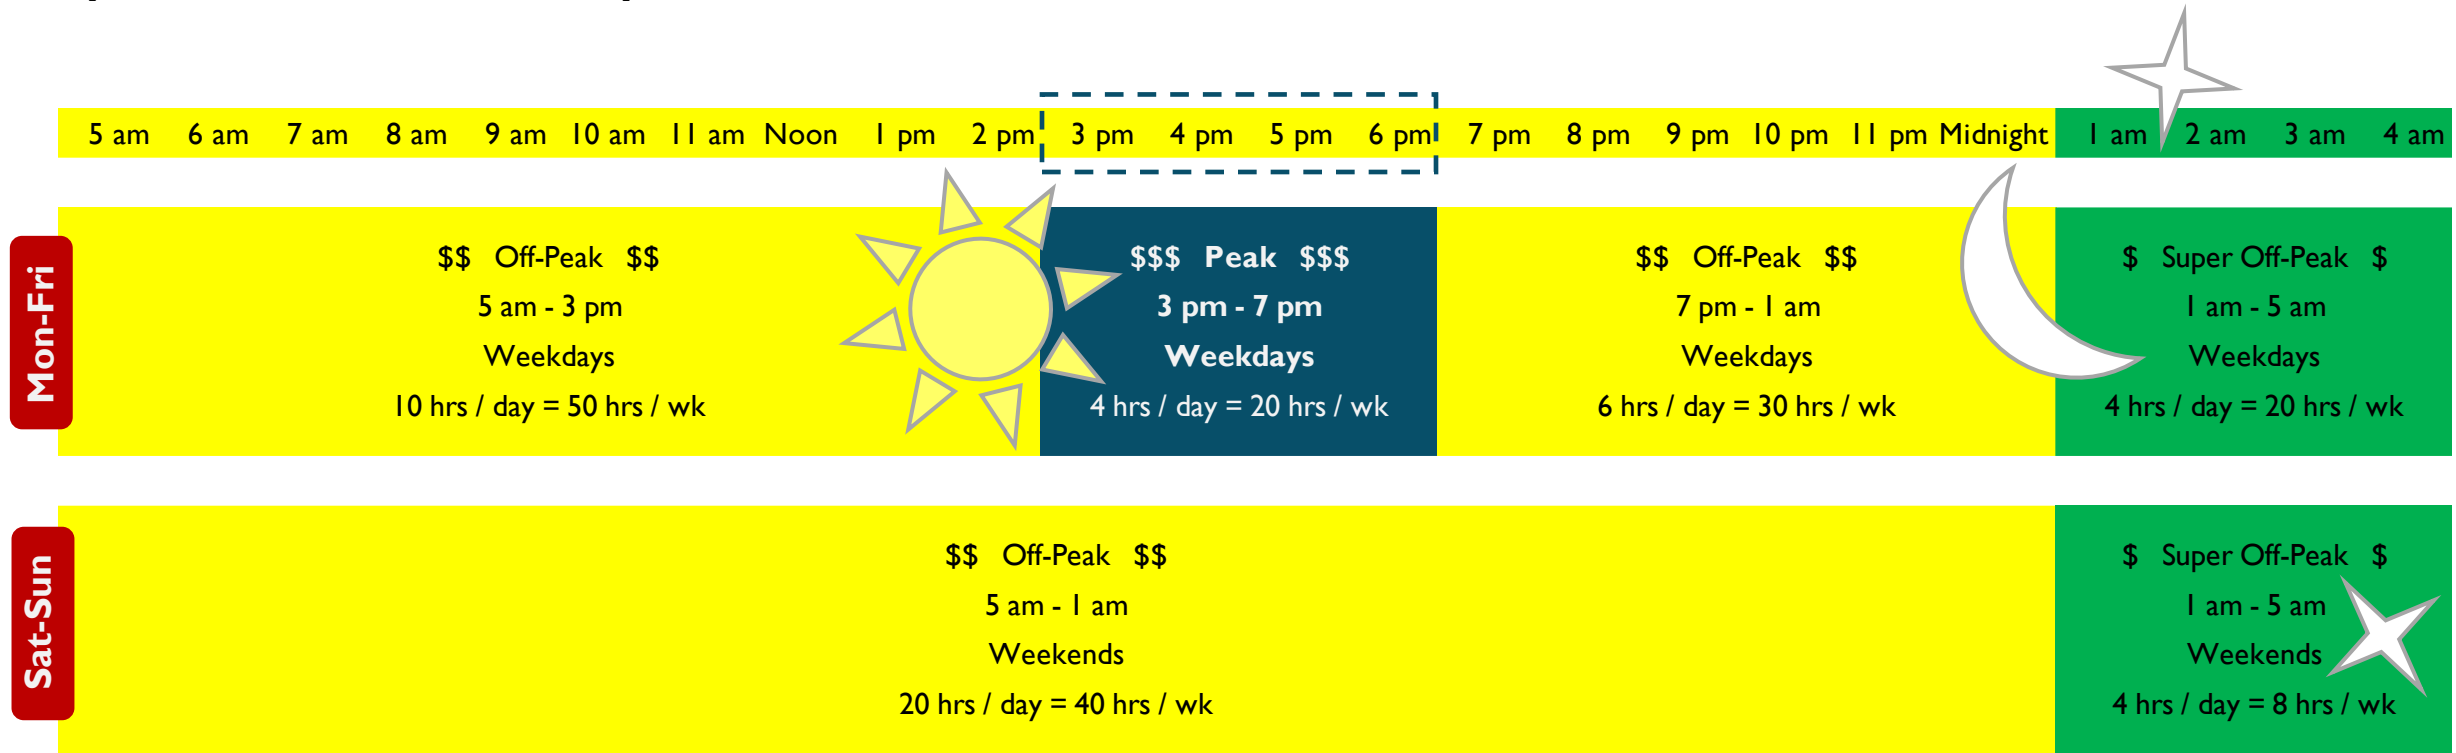 5 am 6 am 7 am 8 am 9 am 10 am 11 am Noon 1 pm 2 pm 3 pm 4 pm 5 pm 6 pm 7 pm 8 pm 9 pm 10 pm 11 pm Midnight 1 am 2 am 3 am 4 am
Mon-Fri
$$ Off-Peak $$
5 am - 3 pm
Weekdays
10 hrs / day = 50 hrs / wk
$$$ Peak $$$
3 pm - 7 pm
Weekdays
4 hrs / day = 20 hrs / wk
$$ Off-Peak $$
7 pm - 1 am
Weekdays
6 hrs / day = 30 hrs / wk
$ Super Off-Peak $
1 am - 5 am
Weekdays
4 hrs / day = 20 hrs / wk
Sat-Sun
$$ Off-Peak $$
5 am - 1 am
Weekends
20 hrs / day = 40 hrs / wk
$ Super Off-Peak $
1 am - 5 am
Weekends
4 hrs / day = 8 hrs / wk